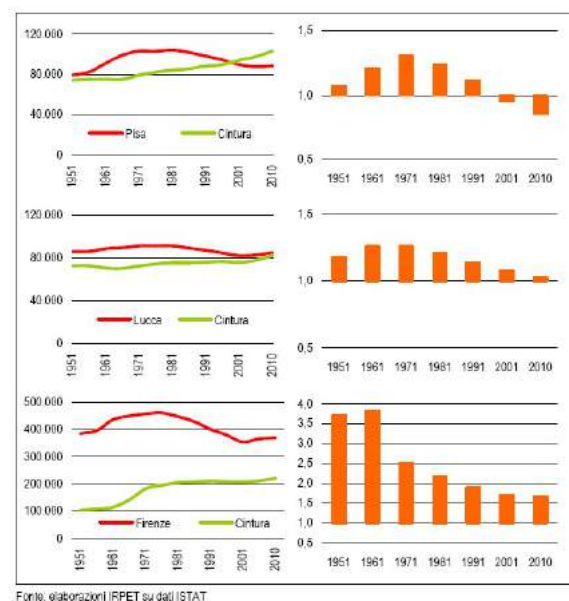 120.000
80.000
40.000
0
Pisa Cintura
1951 1961 1971 1981 1991 2001 2010
1,5
1,0
0,5
1951 1961 1971 1981 1991 2001 2010
120.000
80.000
40.000
0
Lucca Cintura
1951 1961 1971 1981 1991 2001 2010
1,5
1,0
0,5
1951 1961 1971 1981 1991 2001 2010
500.000
400.000
300.000
200.000
100.000
0
Firenze Cintura
1951 1961 1971 1981 1991 2001 2010
4,0
3,5
3,0
2,5
2,0
1,5
1,0
0,5
1951 1961 1971 1981 1991 2001 2010
Fonte: elaborazioni IRPET su dati ISTAT